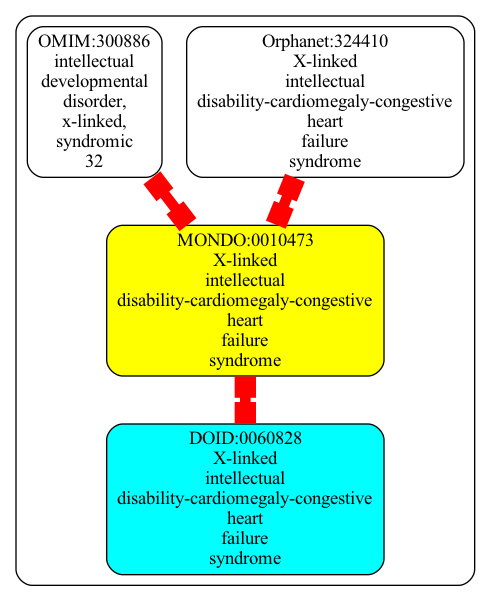 OMIM:300886
intellectual
developmental
disorder,
x-linked,
syndromic
32
Orphanet:324410
X-linked
intellectual
disability-cardiomegaly-congestive
heart
failure
syndrome
MONDO:0010473
X-linked
intellectual
disability-cardiomegaly-congestive
heart
failure
syndrome
DOID:0060828
X-linked
intellectual
disability-cardiomegaly-congestive
heart
failure
syndrome